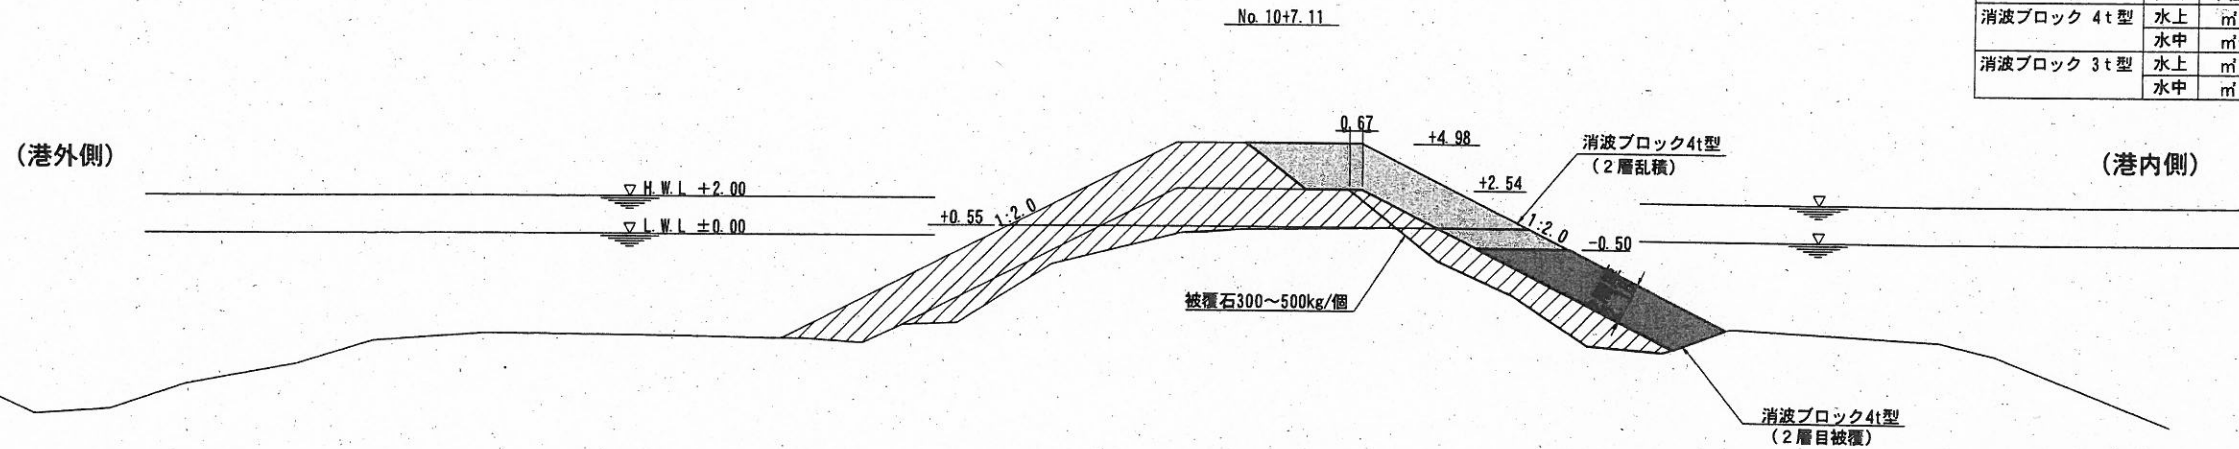 No. 10+7.11
消波ブロック 4t型 水上 ㎥
水中 ㎥
消波ブロック 3t型 水上 ㎥
水中 ㎥
0.67
+4.98
消波ブロック4t型
(2層乱積)
(港外側)
(港内側)
▽ H.W.L +2.00
+2.54
+0.55 1:2.0
▽ L.W.L ±0.00
1:2.0
-0.50
被覆石300～500kg/個
消波ブロック4t型
(2層目被覆)